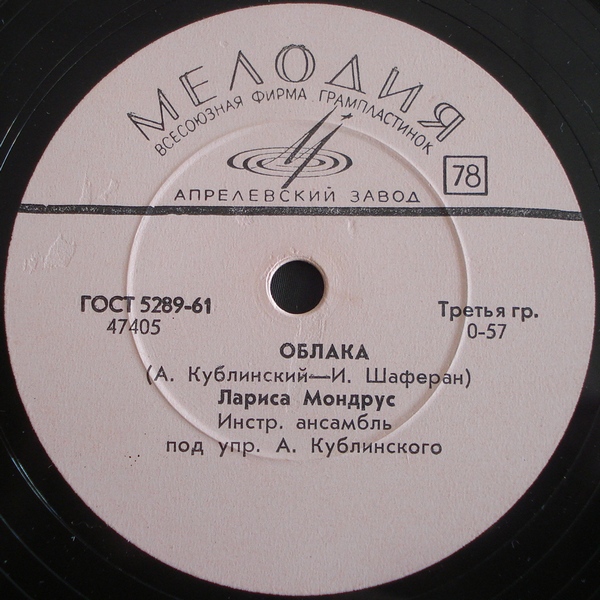 МЕЛОДИЯ
ВСЕСОЮЗНАЯ ФИРМА ГРАМПЛАСТИНОК
78
АПРЕЛЕВСКИЙ ЗАВОД
ГОСТ 5289-61
47405
Третья гр.
0-57
ОБЛАКА
(А. Кублинский—И. Шаферан)
Лариса Мондрус
Инстр. ансамбль
под упр. А. Кублинского